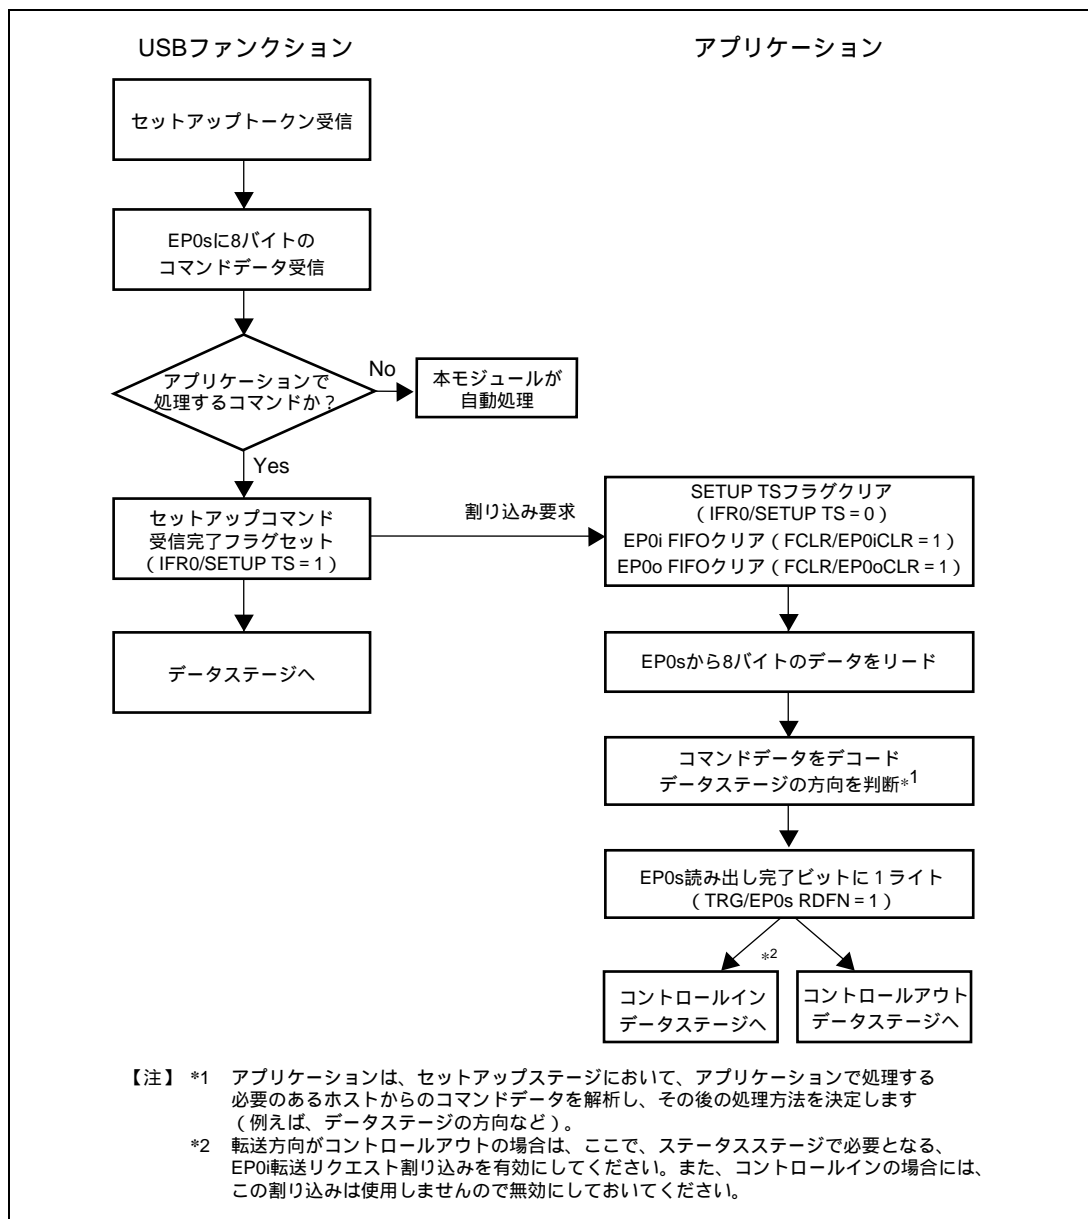 USBファンクション
アプリケーション
セットアップトークン受信
EP0sに8バイトの
コマンドデータ受信
アプリケーションで
処理するコマンドか？
No
本モジュールが
自動処理
Yes
セットアップコマンド
受信完了フラグセット
（IFR0/SETUP TS = 1）
割り込み要求
データステージへ
SETUP TSフラグクリア
（IFR0/SETUP TS = 0）
EP0i FIFOクリア（FCLR/EP0iCLR = 1）
EP0o FIFOクリア（FCLR/EP0oCLR = 1）
EP0sから8バイトのデータをリード
コマンドデータをデコード
データステージの方向を判断*1
EP0s読み出し完了ビットに１ライト
（TRG/EP0s RDFN = 1）
*2
コントロールイン
データステージへ
コントロールアウト
データステージへ
【注】 *1 アプリケーションは、セットアップステージにおいて、アプリケーションで処理する
必要のあるホストからのコマンドデータを解析し、その後の処理方法を決定します
（例えば、データステージの方向など）。
*2 転送方向がコントロールアウトの場合は、ここで、ステータスステージで必要となる、
EP0i転送リクエスト割り込みを有効にしてください。また、コントロールインの場合には、
この割り込みは使用しませんので無効にしておいてください。